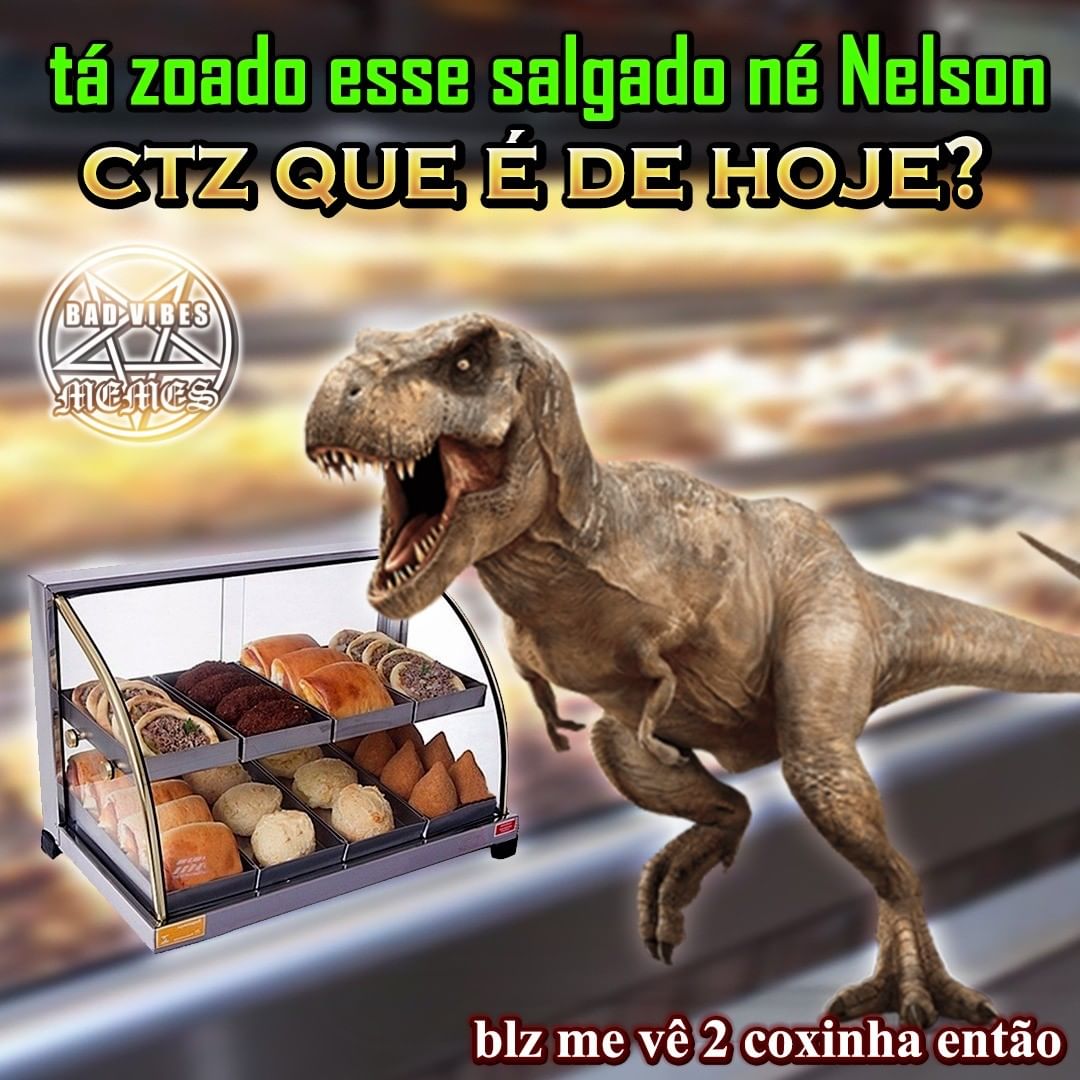 tá zoado esse salgado né Nelson
CTZ QUE É DE HOJE?
BAD VIBES
MEMES
blz me vê 2 coxinha então